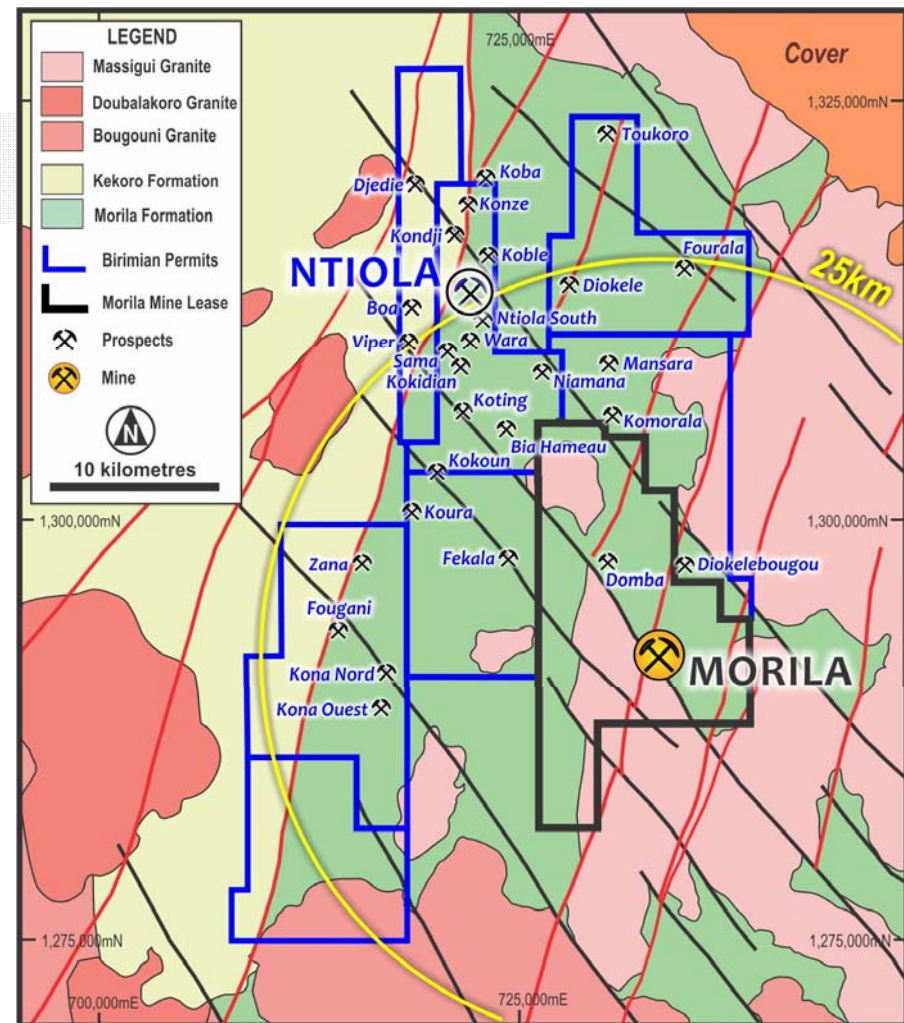 LEGEND
Massigui Granite
Doubalakoro Granite
Bougouni Granite
Kekoro Formation
Morila Formation
Birimian Permits
Morila Mine Lease
Prospects
Mine
N
10 kilometres
725,000mE
Cover
1,325,000mN
Toukoro
Koba
Djedie
Konze
Kondji
Koble
Fourala
25km
NTIOLA
Diokele
Boa
Ntiola South
Viper
Wara
Sama
Mansara
Kokidian
Niamana
Koting
Komorala
Bia Hameau
Kokoun
1,300,000mN
Koura
1,300,000mN
Zana
Fekala
Domba
Diokelebougou
Fougani
Kona Nord
MORILA
Kona Ouest
1,275,000mN
1,275,000mN
700,000mE
725,000mE